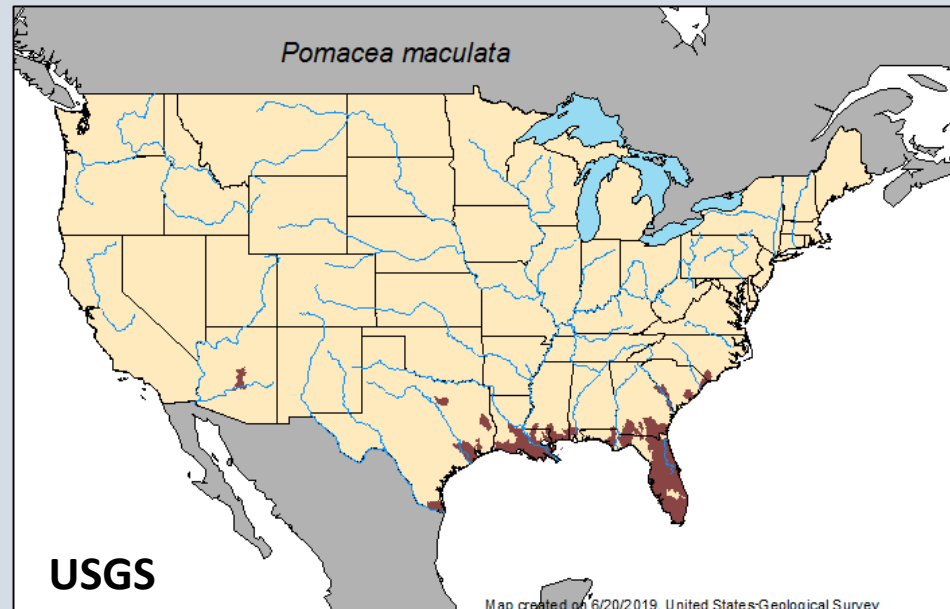 Pomacea maculata
USGS
Map created on 6/20/2019. United States Geological Survey